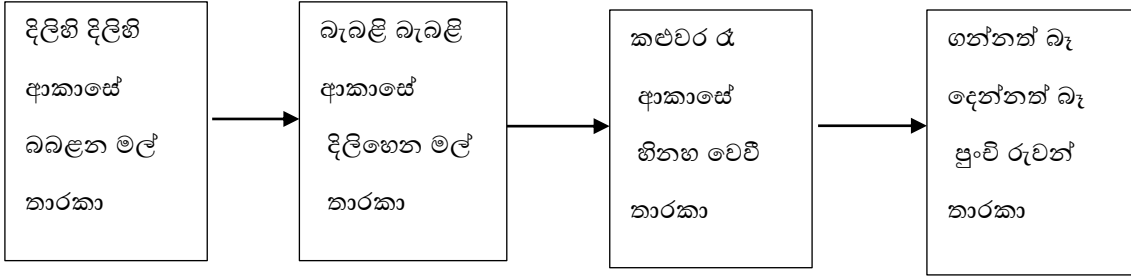 දිලිහි දිලිහි
ආකාසේ
බබළන මල්
තාරකා
බැබළි බැබළි
ආකාසේ
දිලිහෙන මල්
තාරකා
කළුවර රෑ
ආකාසේ
හිනහ වෙවී
තාරකා
ගන්නත් බෑ
දෙන්නත් බෑ
පුංචි රුවන්
තාරකා